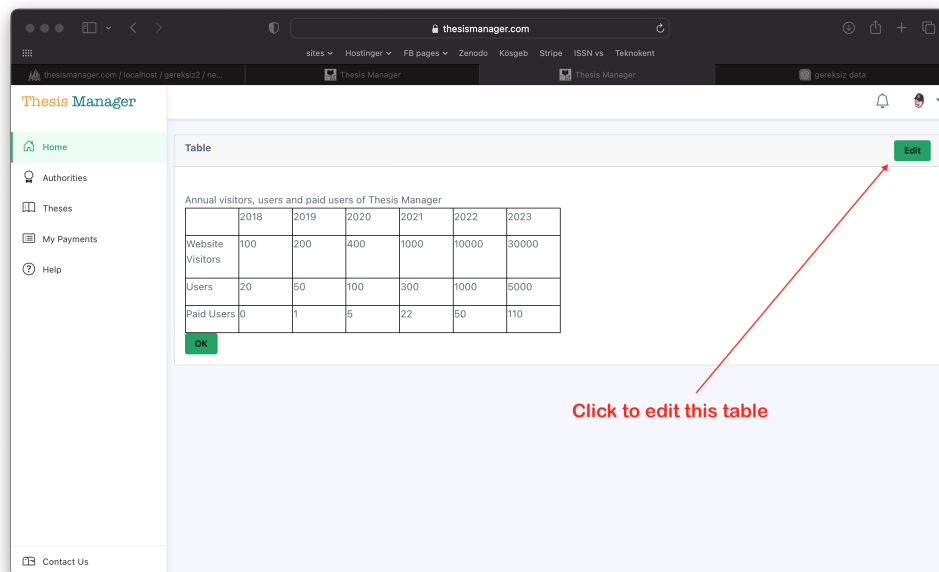 thesismanager.com
sites Hostinger FB pages Zenodo Kösgeb Stripe ISSN vs Teknokent
thesismanager.com / localhost / gereksiz2 / ne...
Thesis Manager
Thesis Manager
gereksiz data
Thesis Manager
Home
Authorities
Theses
My Payments
Help
Contact Us
Table
Edit
Annual visitors, users and paid users of Thesis Manager
2018 2019 2020 2021 2022 2023
Website Visitors 100 200 400 1000 10000 30000
Users 20 50 100 300 1000 5000
Paid Users 0 1 5 22 50 110
OK
Click to edit this table